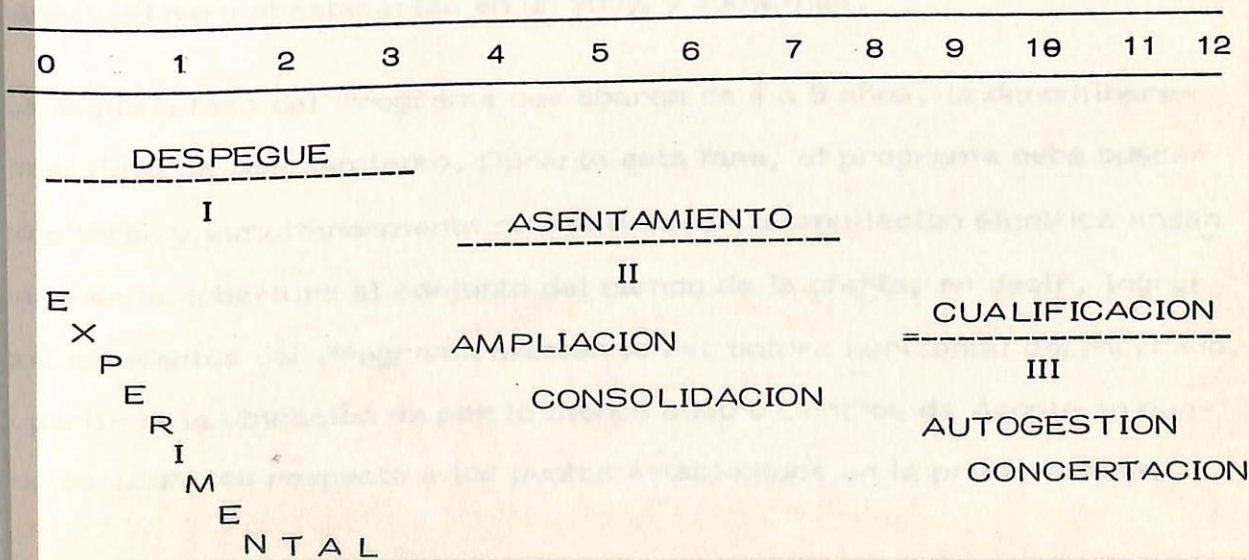 0 1 2 3 4 5 6 7 8 9 10 11 12
DESPEGUE
I
ASENTAMIENTO
II
EXPERIMENTAL
AMPLIACION
CONSOLIDACION
CUALIFICACION
III
AUTOGESTION
CONCERTACION